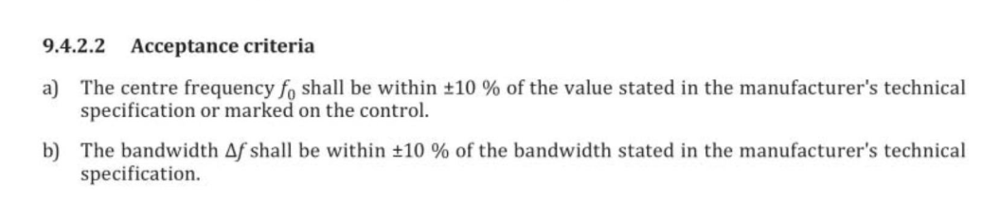 9.4.2.2 Acceptance criteria
a) The centre frequency f₀ shall be within ±10 % of the value stated in the manufacturer's technical
specification or marked on the control.
b) The bandwidth Δf shall be within ±10 % of the bandwidth stated in the manufacturer's technical
specification.